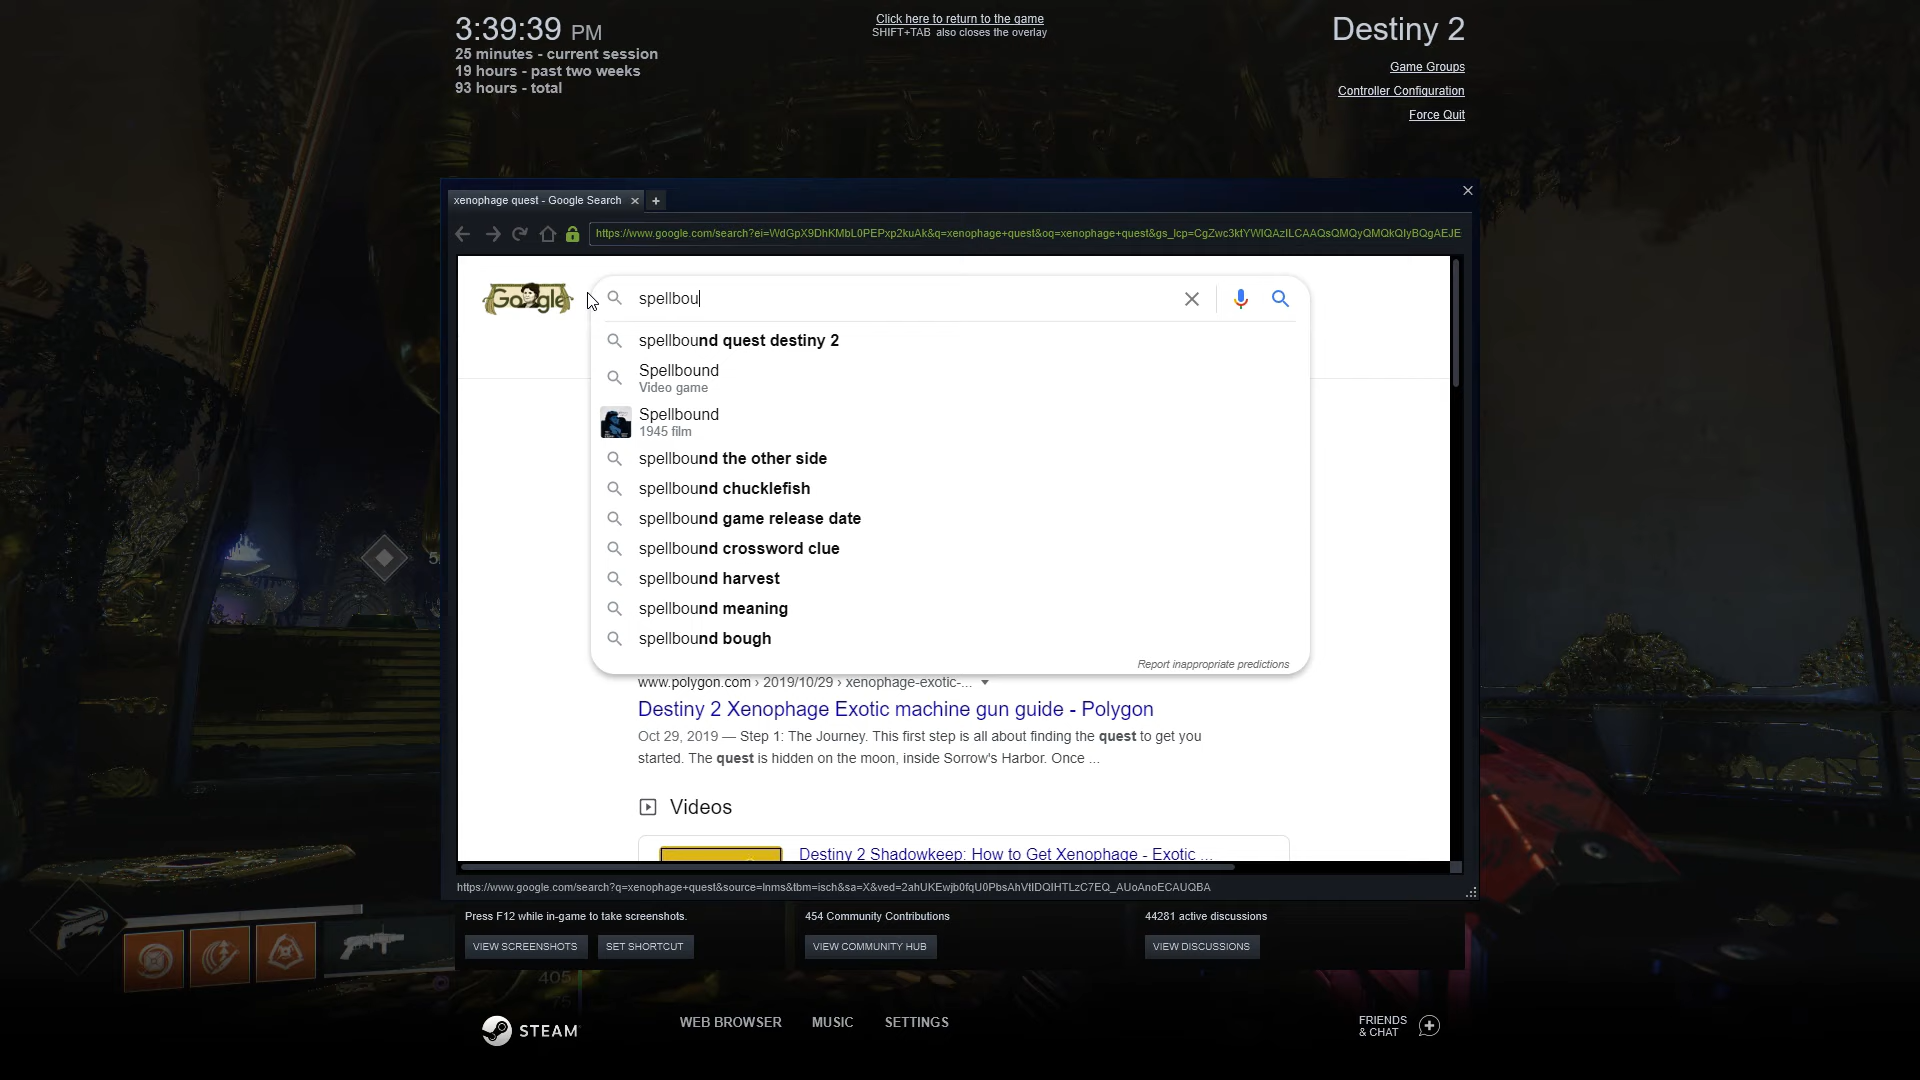 3:39:39 PM
25 minutes - current session
19 hours - past two weeks
93 hours - total
Click here to return to the game
SHIFT+TAB also closes the overlay
Destiny 2
Game Groups
Controller Configuration
Force Quit
xenophage quest - Google Search
https://www.google.com/search?ei=WdGpX9DhKMbL0PEPxp2kuAk&q=xenophage+quest&oq=xenophage+quest&gs_lcp=CgZwc3ktYWIQAzILCAAQsQMQyQMQkQIyBQgAEJE
Google
spellbou
spellbound quest destiny 2
Spellbound
Video game
Spellbound
1945 film
spellbound the other side
spellbound chucklefish
spellbound game release date
spellbound crossword clue
spellbound harvest
spellbound meaning
spellbound bough
Report inappropriate predictions
www.polygon.com › 2019/10/29 › xenophage-exotic-...
Destiny 2 Xenophage Exotic machine gun guide - Polygon
Oct 29, 2019 — Step 1: The Journey. This first step is all about finding the quest to get you
started. The quest is hidden on the moon, inside Sorrow's Harbor. Once ...
Videos
Destiny 2 Shadowkeep: How to Get Xenophage - Exotic ...
https://www.google.com/search?q=xenophage+quest&source=lnms&tbm=isch&sa=X&ved=2ahUKEwjb0fqU0PbsAhVtIDQIHTLzC7EQ_AUoAnoECAUQBA
Press F12 while in-game to take screenshots.
VIEW SCREENSHOTS
SET SHORTCUT
454 Community Contributions
VIEW COMMUNITY HUB
44281 active discussions
VIEW DISCUSSIONS
405
STEAM
WEB BROWSER
MUSIC
SETTINGS
FRIENDS
& CHAT